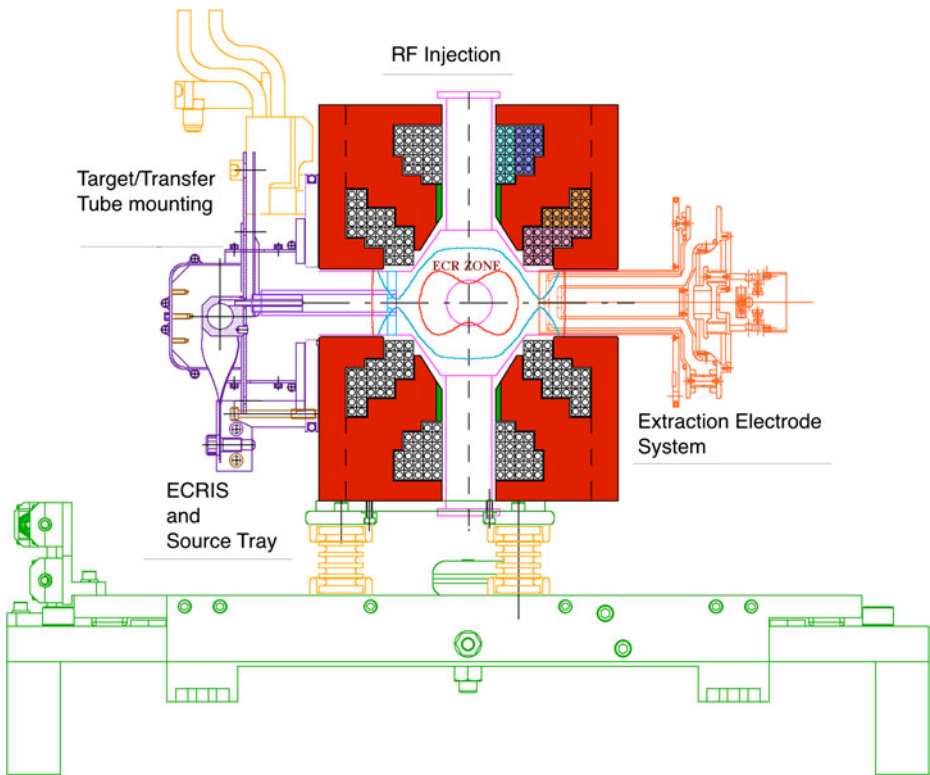 RF Injection
Target/Transfer
Tube mounting
ECR ZONE
Extraction Electrode
System
ECRIS
and
Source Tray